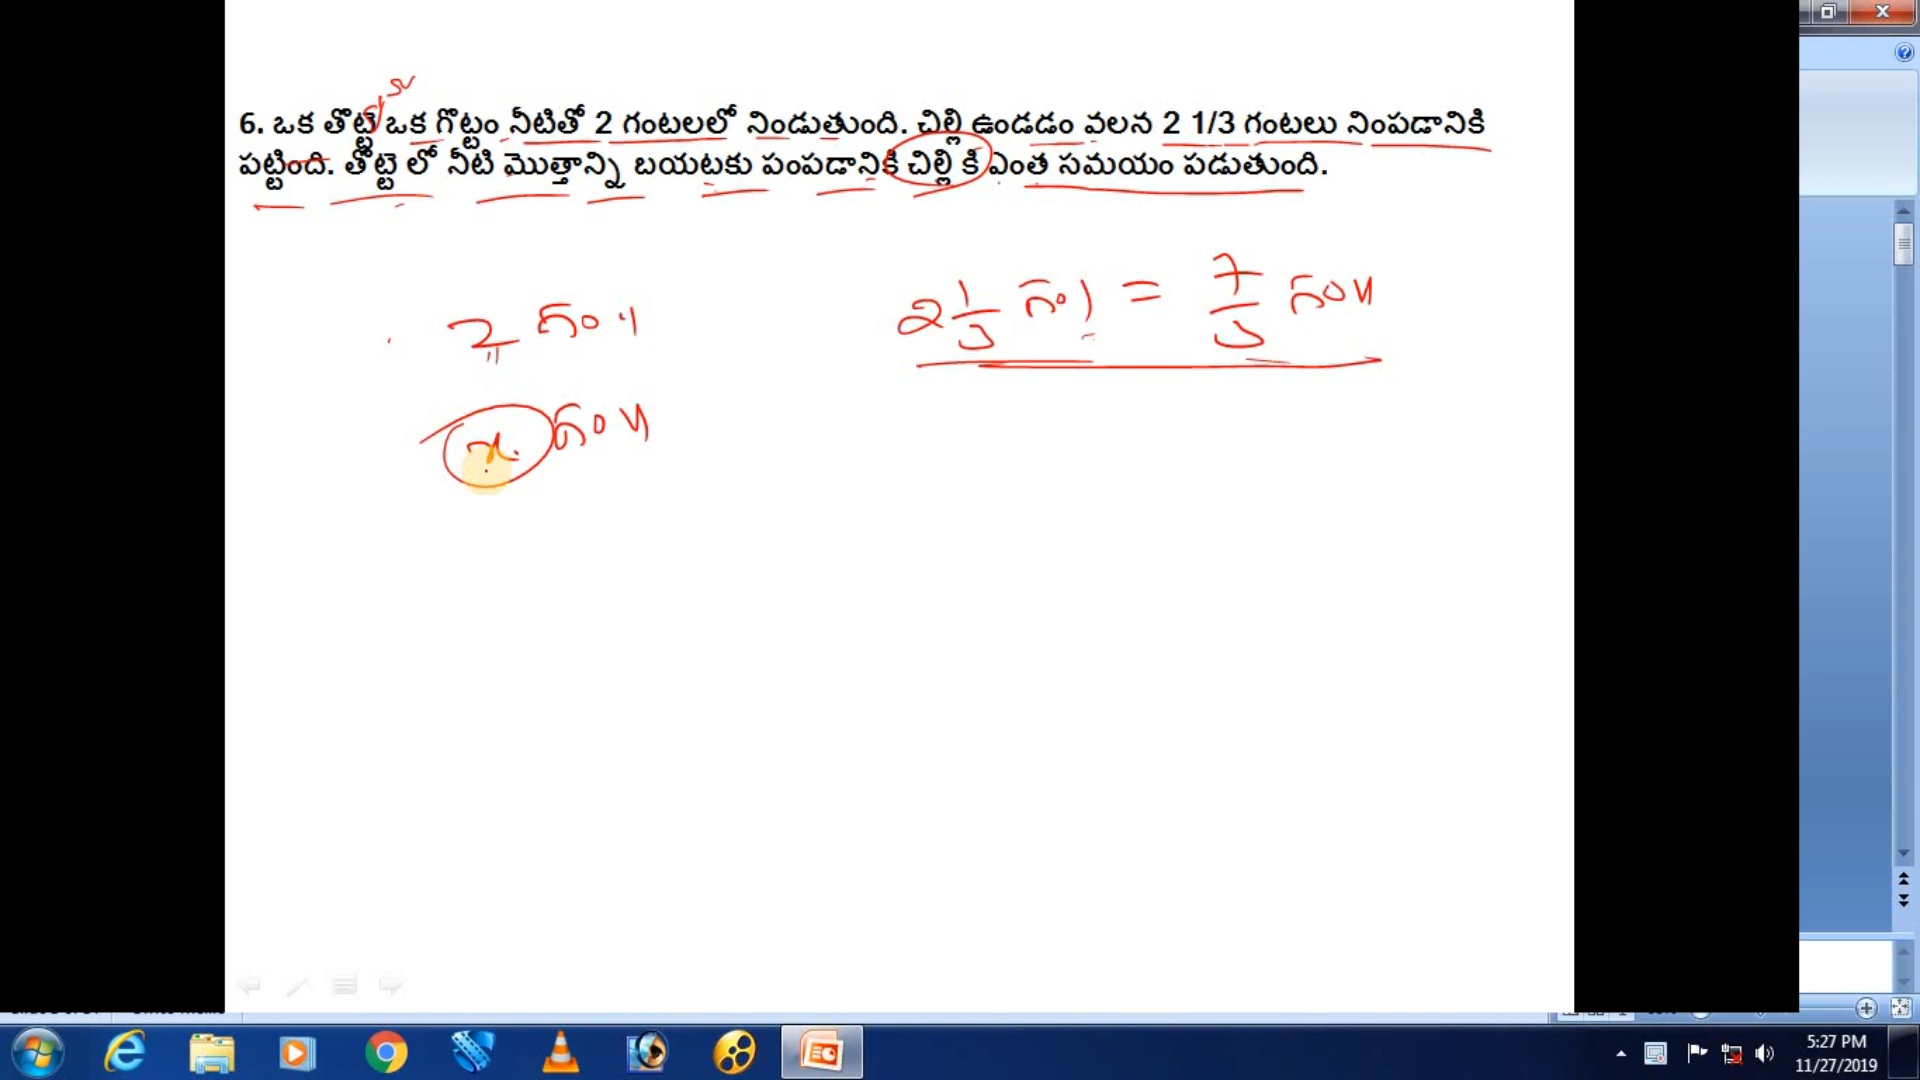 6. ఒక తొట్టె ఒక గొట్టం నీటితో 2 గంటలలో నిండుతుంది. చిల్లి ఉండడం వలన 2 1/3 గంటలు నింపడానికి
పట్టింది. తొట్టె లో నీటి మొత్తాన్ని బయటకు పంపడానికి చిల్లి కి ఎంత సమయం పడుతుంది.
2 గం॥
2 1/3 గం॥ = 7/3 గం॥
x గం॥
5:27 PM
11/27/2019